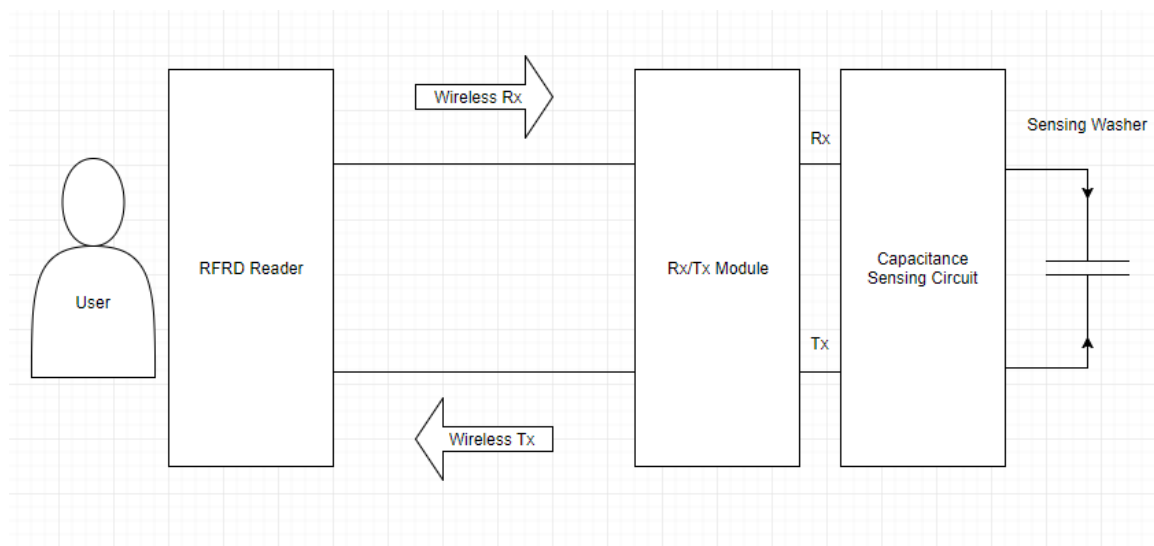 Wireless Rx
Sensing Washer
Rx
User
RFRD Reader
Rx/Tx Module
Capacitance
Sensing Circuit
Tx
Wireless Tx